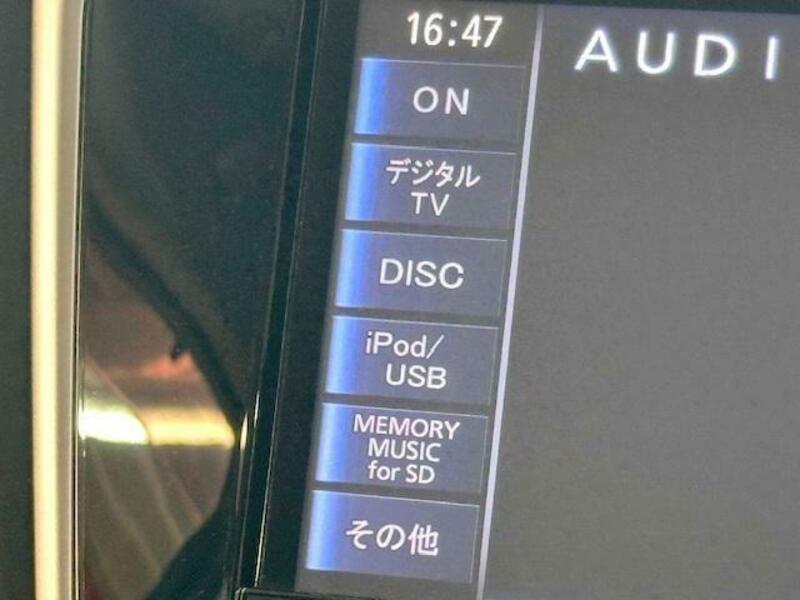 16:47
AUDI
ON
デジタル
TV
DISC
iPod/
USB
MEMORY
MUSIC
for SD
その他